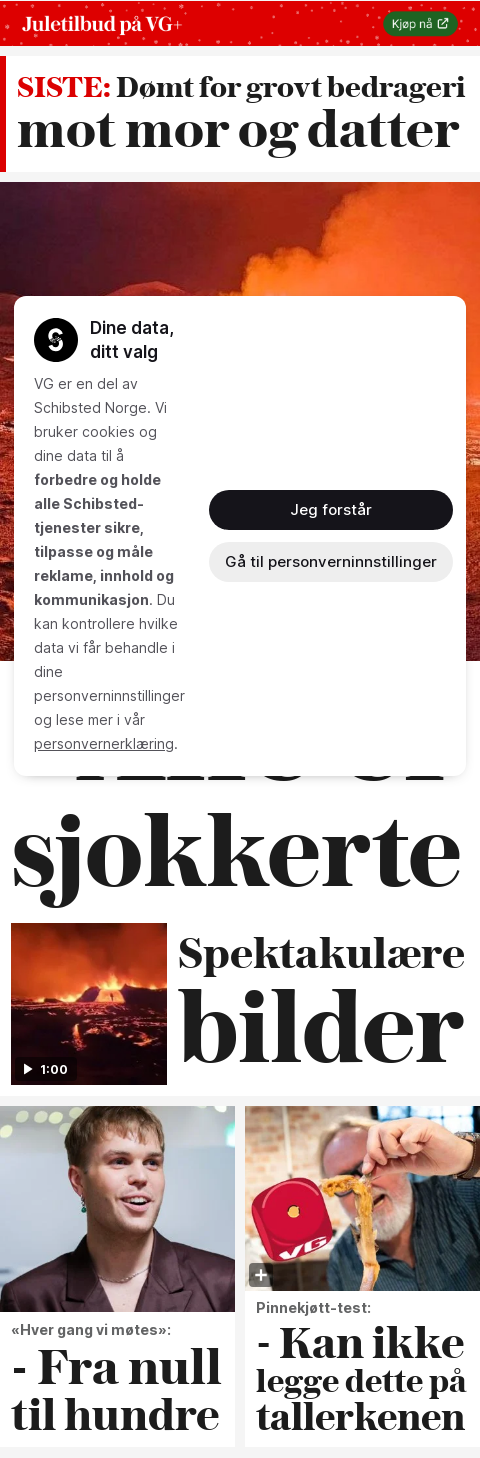 Juletilbud på VG+
Kjøp nå
SISTE: Dømt for grovt bedrageri
mot mor og datter
Dine data,
ditt valg
VG er en del av
Schibsted Norge. Vi
bruker cookies og
dine data til å
forbedre og holde
alle Schibsted-
tjenester sikre,
tilpasse og måle
reklame, innhold og
kommunikasjon. Du
kan kontrollere hvilke
data vi får behandle i
dine
personverninnstillinger
og lese mer i vår
personvernerklæring.
Jeg forstår
Gå til personverninnstillinger
sjokkerte
Spektakulære
bilder
1:00
VG
«Hver gang vi møtes»:
- Fra null
til hundre
Pinnekjøtt-test:
- Kan ikke
legge dette på
tallerkenen